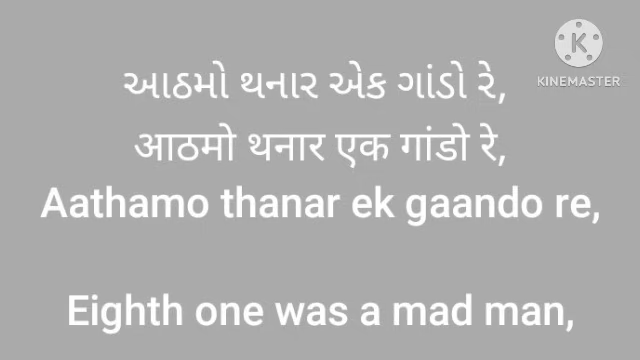 આઠમો થનાર એક ગાંડો રે,
आठमो थनार एक गांडो रे,
Aathamo thanar ek gaando re,
Eighth one was a mad man,
K
KINEMASTER